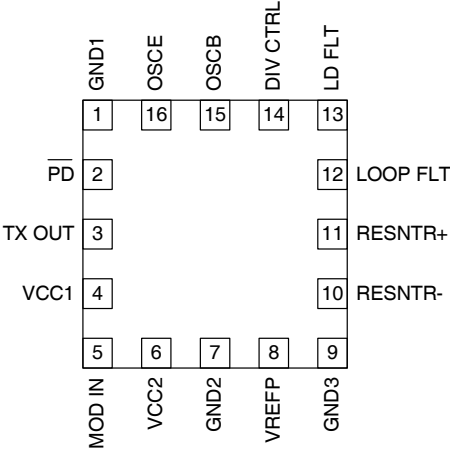 GND1
OSCE
OSCB
DIV CTRL
LD FLT
1
16
15
14
13
PD
2
12
LOOP FLT
TX OUT
3
11
RESNTR+
VCC1
4
10
RESNTR-
5
6
7
8
9
MOD IN
VCC2
GND2
VREFP
GND3